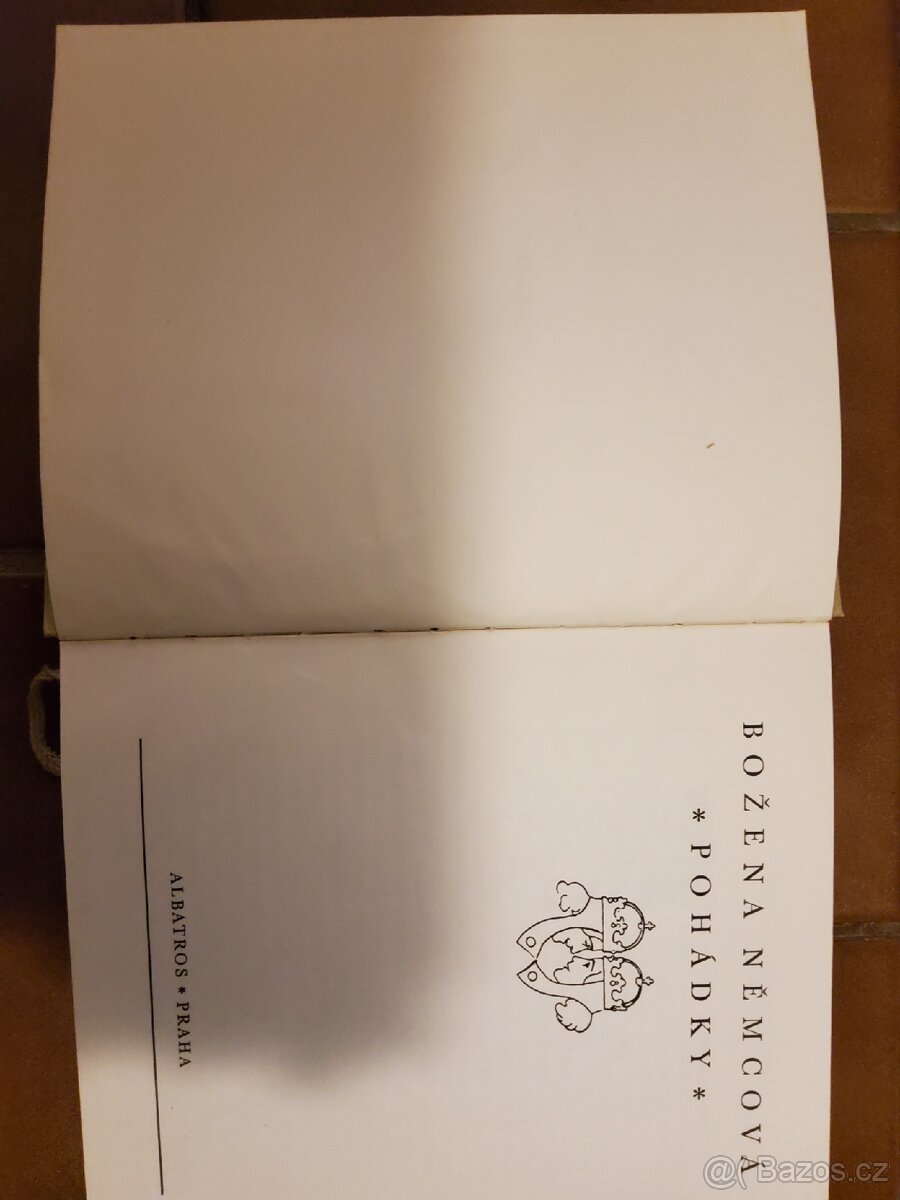 BOŽENA NĚMCOVÁ
* POHÁDKY *
ALBATROS * PRAHA
@( Bazos.cz